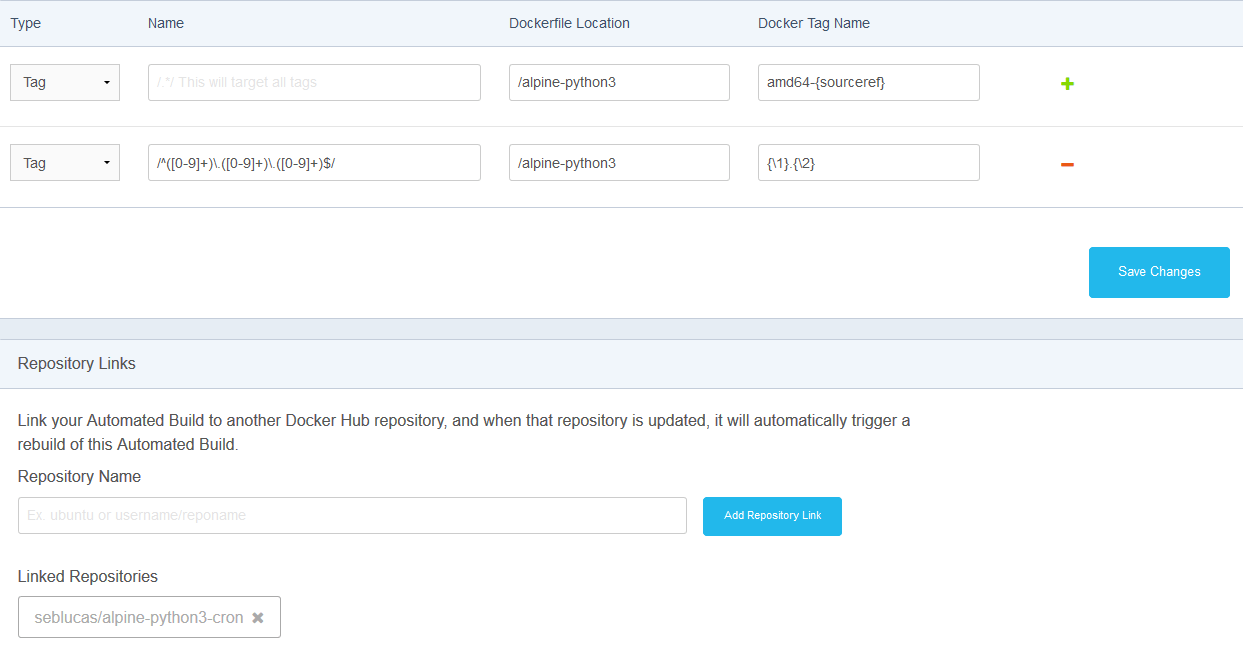 Type Name Dockerfile Location Docker Tag Name
Tag /.*/ This will target all tags /alpine-python3 amd64-{sourceref}
Tag /^([0-9]+)\.([0-9]+)\.([0-9]+)$/ /alpine-python3 {\1}.{\2}
Save Changes
Repository Links
Link your Automated Build to another Docker Hub repository, and when that repository is updated, it will automatically trigger a
rebuild of this Automated Build.
Repository Name
Ex. ubuntu or username/reponame Add Repository Link
Linked Repositories
seblucas/alpine-python3-cron